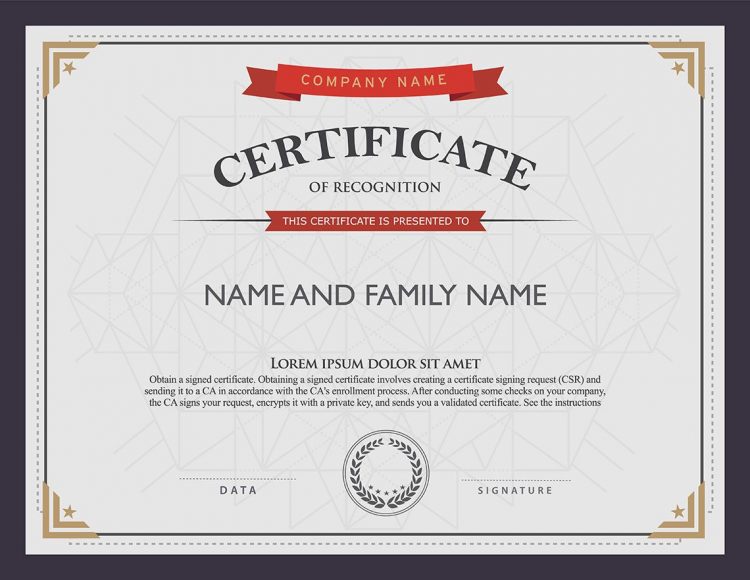 COMPANY NAME
CERTIFICATE
OF RECOGNITION
THIS CERTIFICATE IS PRESENTED TO
NAME AND FAMILY NAME
LOREM IPSUM DOLOR SIT AMET
Obtain a signed certificate. Obtaining a signed certificate involves creating a certificate signing request (CSR) and
sending it to a CA in accordance with the CA's enrollment process. After conducting some checks on your company,
the CA signs your request, encrypts it with a private key, and sends you a validated certificate. See the instructions
DATA
SIGNATURE